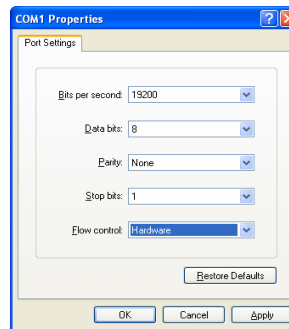 COM1 Properties
Port Settings
Bits per second: 19200
Data bits: 8
Parity: None
Stop bits: 1
Flow control: Hardware
Restore Defaults
OK Cancel Apply